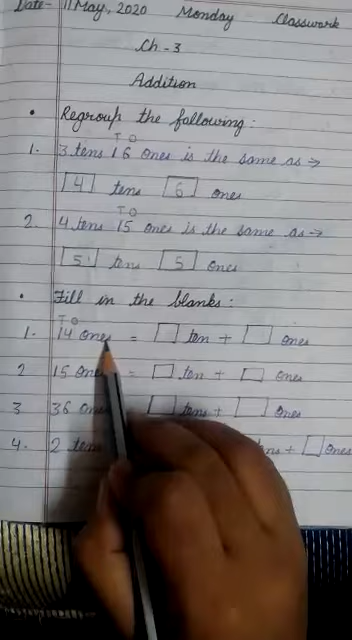 Date- 11 May, 2020 Monday Classwork
Ch-3
Addition
• Regroup the following:
T O
1. 3 tens 16 ones is the same as ⇒
4 tens 6 ones
T O
2. 4 tens 15 ones is the same as ⇒
5 tens 5 ones
• Fill in the blanks:
T O
1. 14 ones = □ ten + □ ones
2 15 ones = □ ten + □ ones
3. 36 ones □ tens + □ ones
4. 2 tens + □ ones